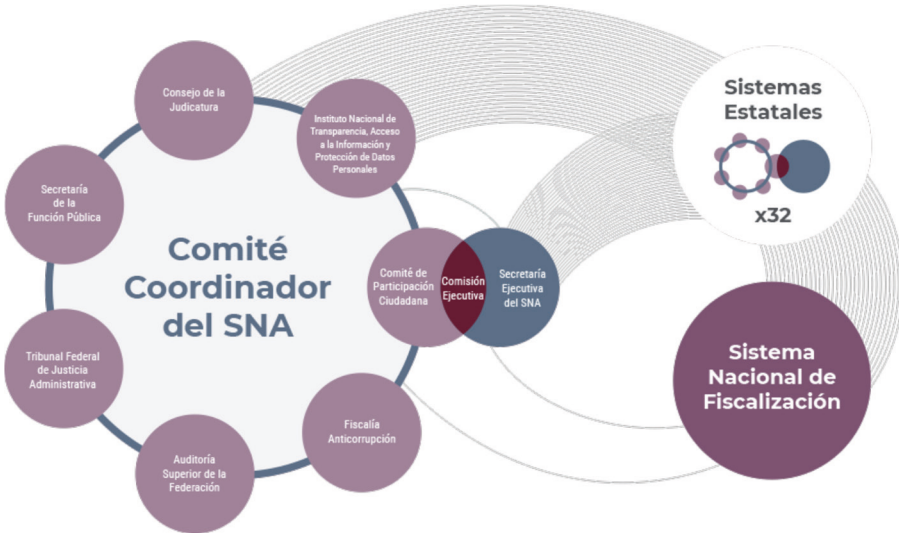 Consejo de la
Judicatura
Instituto Nacional de
Transparencia, Acceso
a la Información y
Protección de Datos
Personales
Secretaría
de la
Función Pública
Comité
Coordinador
del SNA
Comité de
Participación
Ciudadana
Comisión
Ejecutiva
Secretaría
Ejecutiva
del SNA
Tribunal Federal
de Justicia
Administrativa
Auditoría
Superior de la
Federación
Fiscalía
Anticorrupción
Sistemas
Estatales
x32
Sistema
Nacional de
Fiscalización